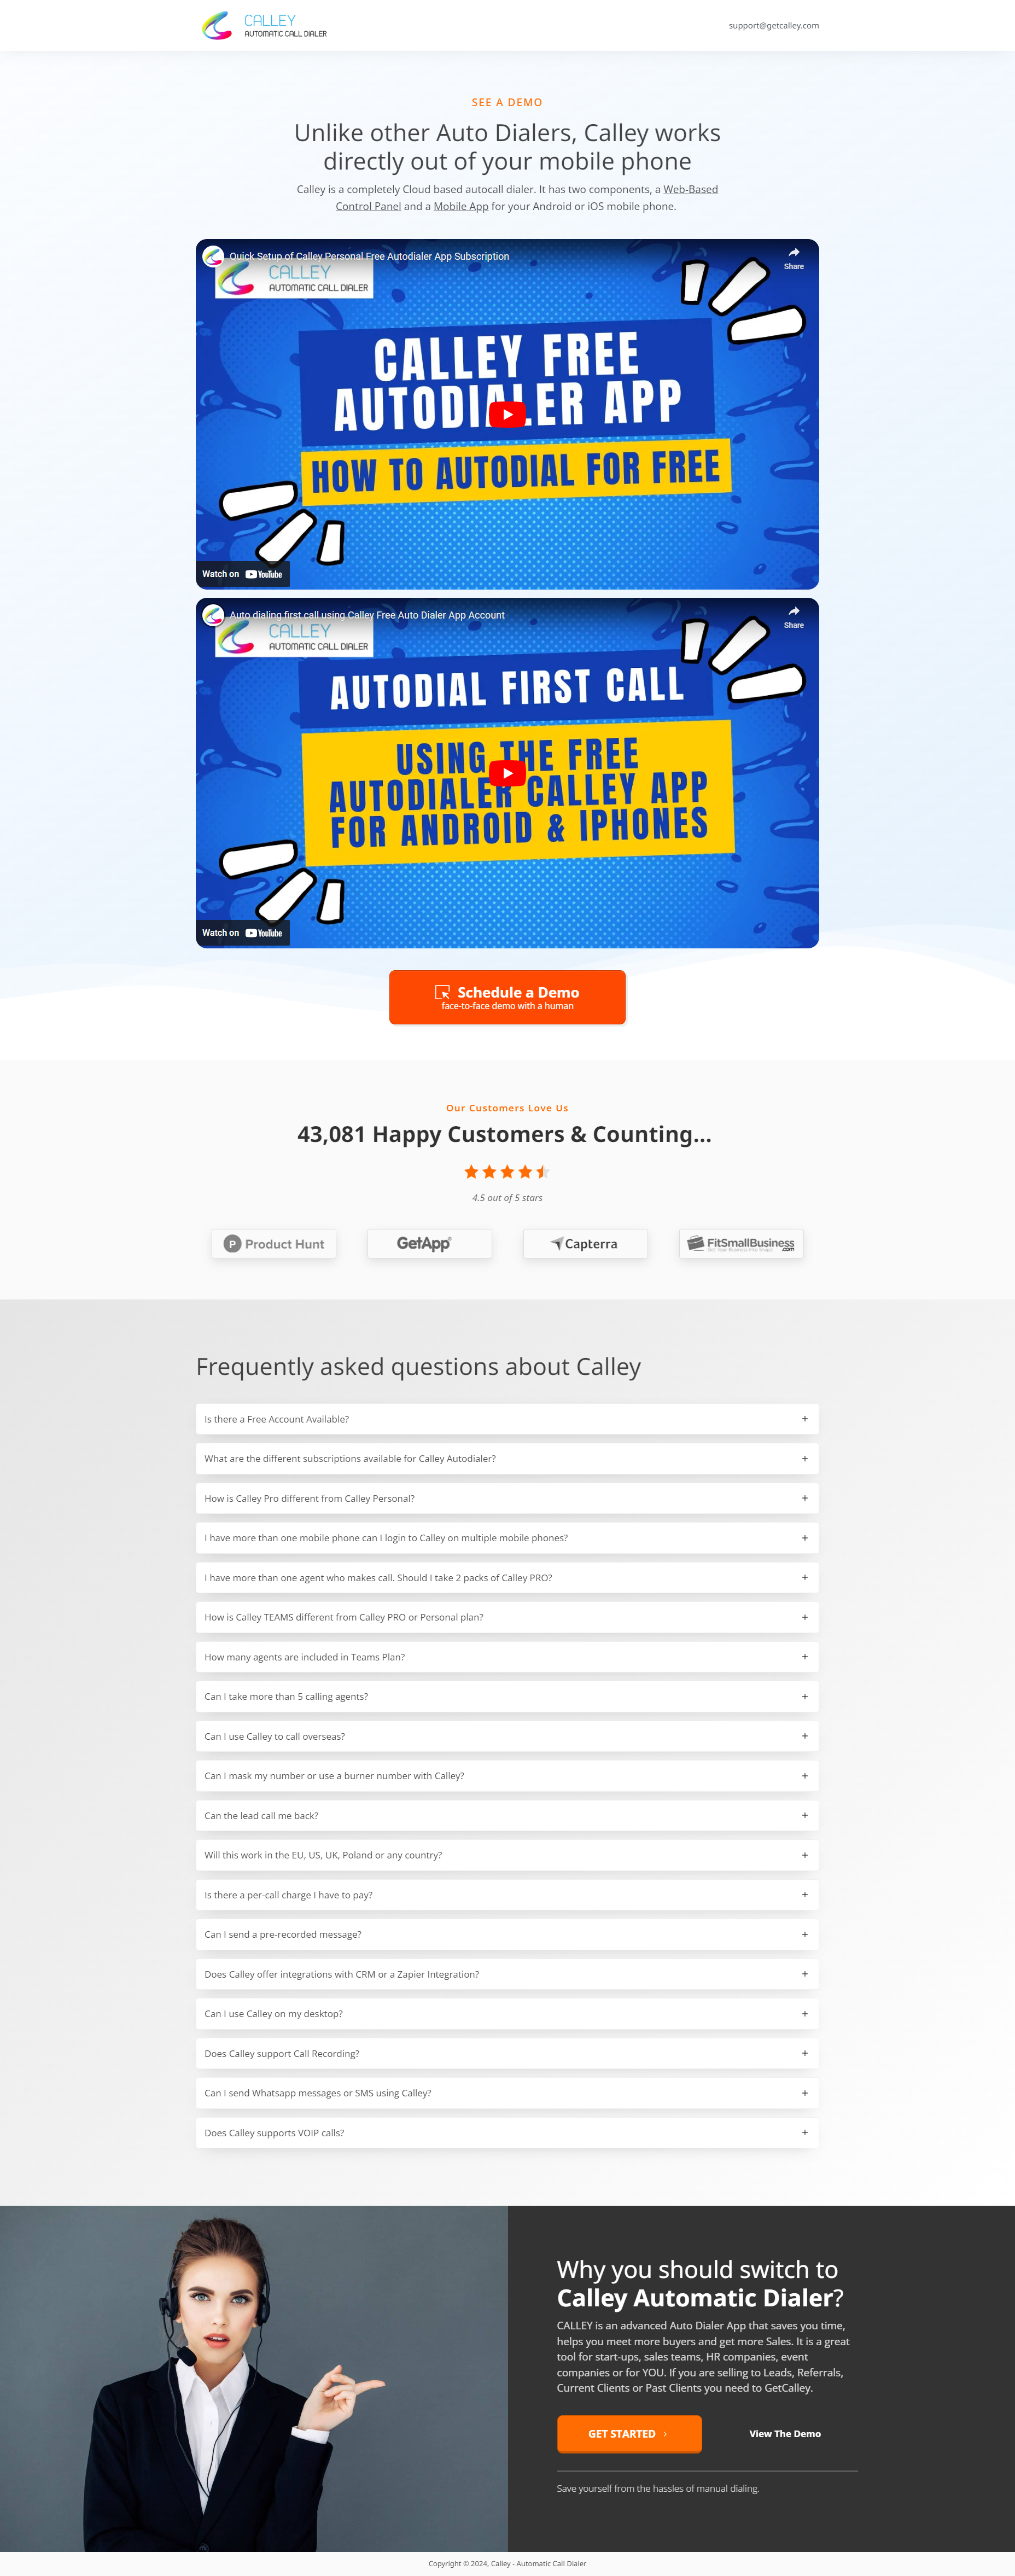 CALLEY
AUTOMATIC CALL DIALER
support@getcalley.com
SEE A DEMO
Unlike other Auto Dialers, Calley works
directly out of your mobile phone
Calley is a completely Cloud based autocall dialer. It has two components, a Web-Based
Control Panel and a Mobile App for your Android or iOS mobile phone.
Quick Setup of Calley Personal Free Autodialer App Subscription
Share
CALLEY
AUTOMATIC CALL DIALER
CALLEY FREE
AUTODIALER APP
HOW TO AUTODIAL FOR FREE
Watch on YouTube
Auto dialing first call using Calley Free Auto Dialer App Account
Share
CALLEY
AUTOMATIC CALL DIALER
AUTODIAL FIRST CALL
USING THE FREE
AUTODIALER CALLEY APP
FOR ANDROID & IPHONES
Watch on YouTube
Schedule a Demo
face-to-face demo with a human
Our Customers Love Us
43,081 Happy Customers & Counting...
4.5 out of 5 stars
Product Hunt
GetApp
Capterra
FitSmallBusiness
.com
Frequently asked questions about Calley
Is there a Free Account Available?
What are the different subscriptions available for Calley Autodialer?
How is Calley Pro different from Calley Personal?
I have more than one mobile phone can I login to Calley on multiple mobile phones?
I have more than one agent who makes call. Should I take 2 packs of Calley PRO?
How is Calley TEAMS different from Calley PRO or Personal plan?
How many agents are included in Teams Plan?
Can I take more than 5 calling agents?
Can I use Calley to call overseas?
Can I mask my number or use a burner number with Calley?
Can the lead call me back?
Will this work in the EU, US, UK, Poland or any country?
Is there a per-call charge I have to pay?
Can I send a pre-recorded message?
Does Calley offer integrations with CRM or a Zapier Integration?
Can I use Calley on my desktop?
Does Calley support Call Recording?
Can I send Whatsapp messages or SMS using Calley?
Does Calley supports VOIP calls?
Why you should switch to
Calley Automatic Dialer?
CALLEY is an advanced Auto Dialer App that saves you time,
helps you meet more buyers and get more Sales. It is a great
tool for start-ups, sales teams, HR companies, event
companies or for YOU. If you are selling to Leads, Referrals,
Current Clients or Past Clients you need to GetCalley.
GET STARTED
View The Demo
Save yourself from the hassles of manual dialing.
Copyright © 2024, Calley - Automatic Call Dialer